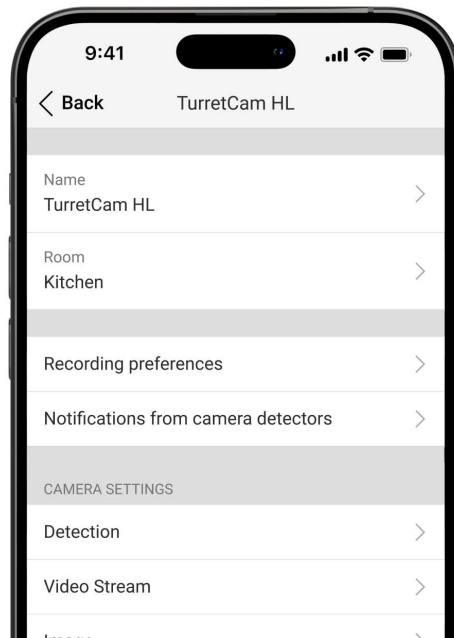 9:41
Back
TurretCam HL
Name
TurretCam HL
Room
Kitchen
Recording preferences
Notifications from camera detectors
CAMERA SETTINGS
Detection
Video Stream